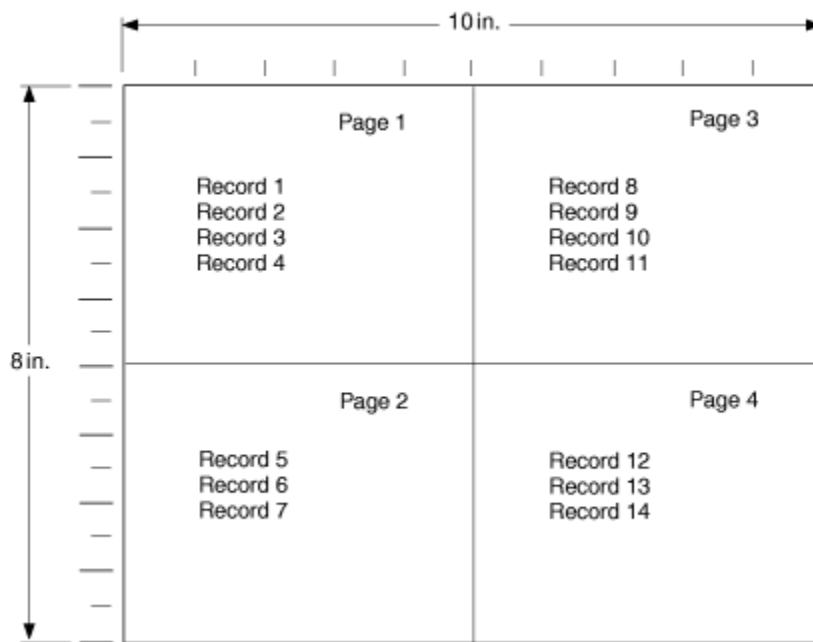 10 in.
Page 1
Record 1
Record 2
Record 3
Record 4
Page 3
Record 8
Record 9
Record 10
Record 11
8 in.
Page 2
Record 5
Record 6
Record 7
Page 4
Record 12
Record 13
Record 14